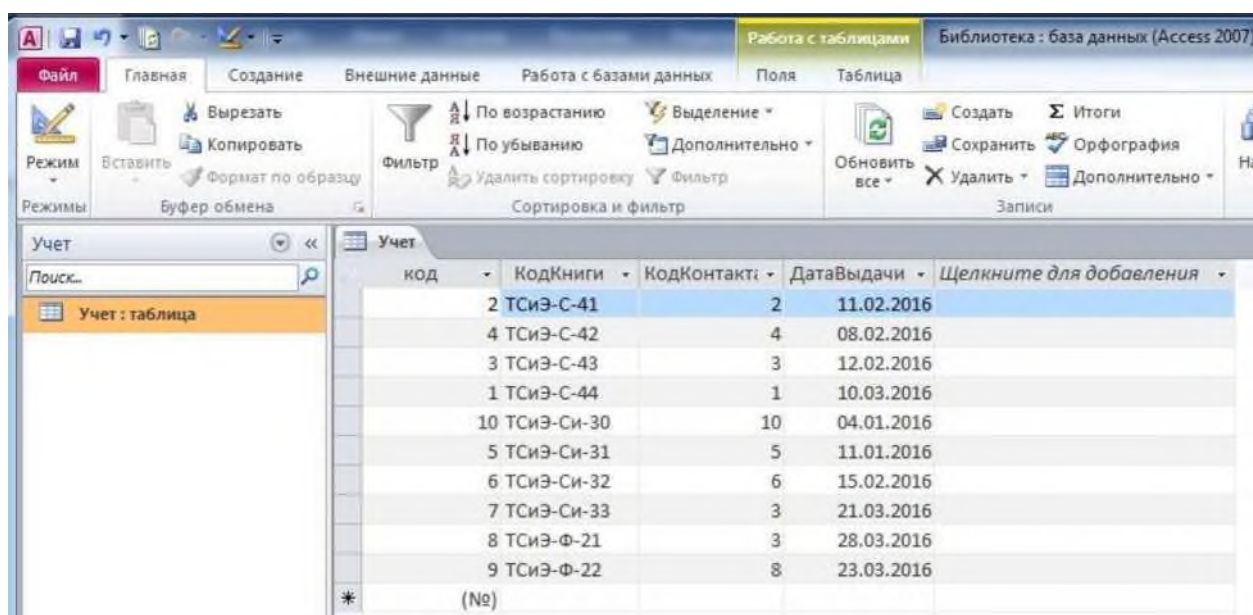 Работа с таблицами Библиотека : база данных (Access 2007)
Файл Главная Создание Внешние данные Работа с базами данных Поля Таблица
Режим
Режимы
Вставить
Вырезать
Копировать
Формат по образцу
Буфер обмена
Фильтр
По возрастанию
По убыванию
Удалить сортировку
Выделение
Дополнительно
Фильтр
Сортировка и фильтр
Обновить
все
Создать
Сохранить
Удалить
Итоги
Орфография
Дополнительно
Записи
На
Учет
Поиск...
Учет : таблица
Учет
код КодКниги КодКонтакт ДатаВыдачи Щелкните для добавления
2 ТСиЭ-С-41 2 11.02.2016
4 ТСиЭ-С-42 4 08.02.2016
3 ТСиЭ-С-43 3 12.02.2016
1 ТСиЭ-С-44 1 10.03.2016
10 ТСиЭ-Си-30 10 04.01.2016
5 ТСиЭ-Си-31 5 11.01.2016
6 ТСиЭ-Си-32 6 15.02.2016
7 ТСиЭ-Си-33 3 21.03.2016
8 ТСиЭ-Ф-21 3 28.03.2016
9 ТСиЭ-Ф-22 8 23.03.2016
(№)